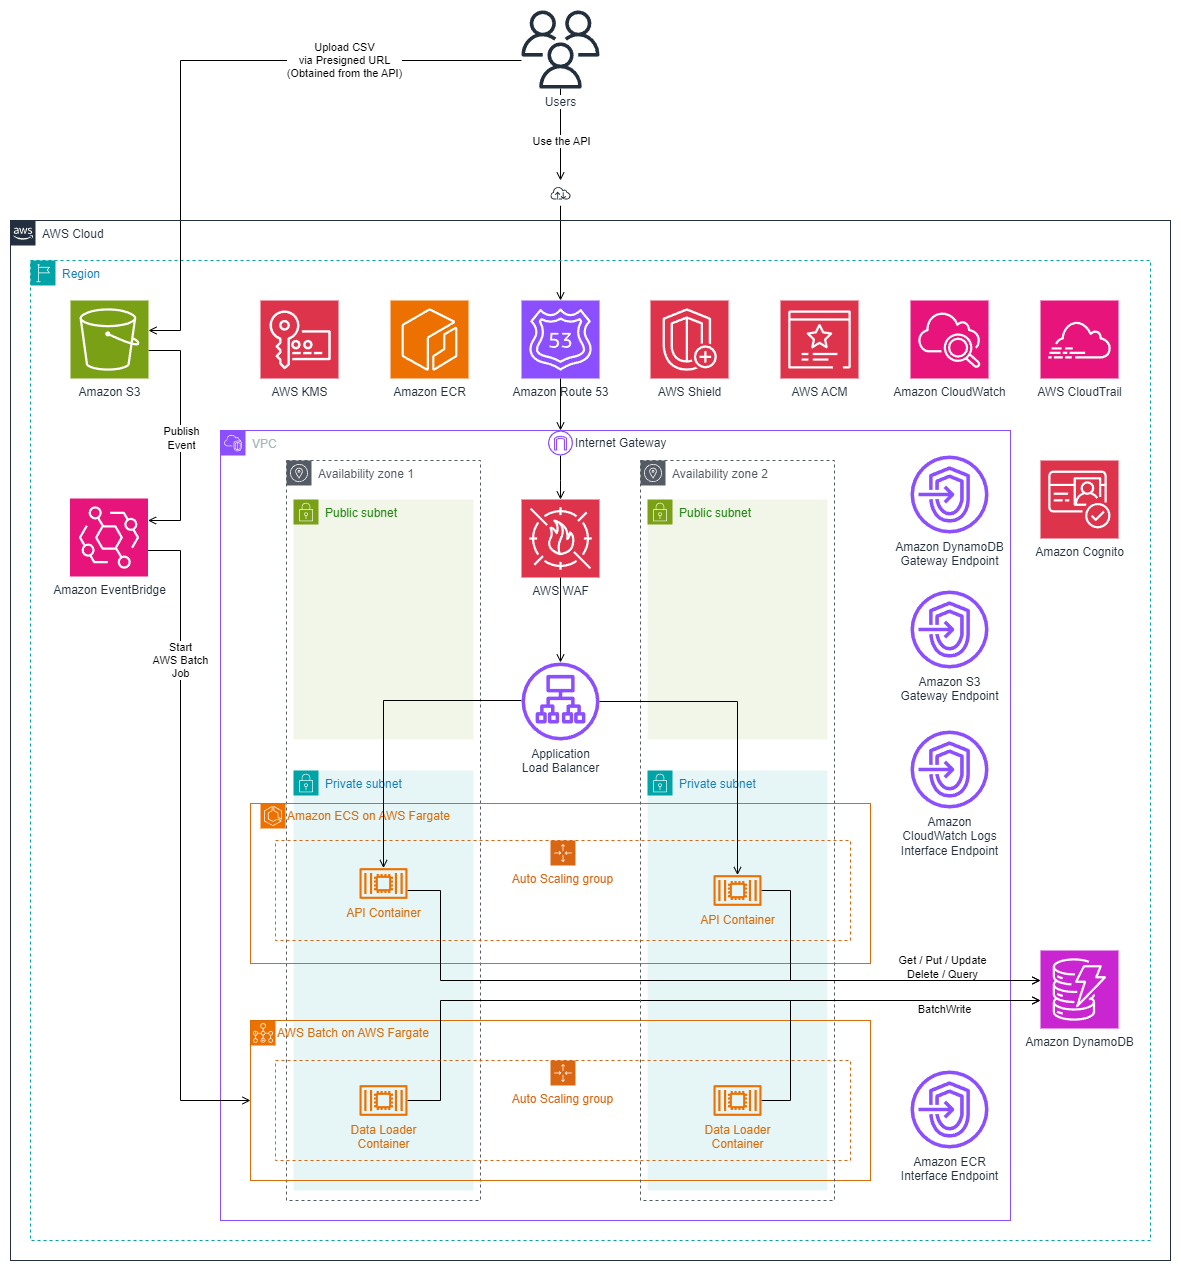 Upload CSV
via Presigned URL
(Obtained from the API)
Users
Use the API
aws
AWS Cloud
Region
Amazon S3
AWS KMS
Amazon ECR
53
Amazon Route 53
AWS Shield
AWS ACM
Amazon CloudWatch
AWS CloudTrail
Publish
Event
VPC
Internet Gateway
Availability zone 1
Availability zone 2
Public subnet
Public subnet
Amazon DynamoDB
Gateway Endpoint
Amazon Cognito
Amazon EventBridge
AWS WAF
Start
AWS Batch
Job
Amazon S3
Gateway Endpoint
Application
Load Balancer
Private subnet
Private subnet
Amazon ECS on AWS Fargate
Amazon
CloudWatch Logs
Interface Endpoint
Auto Scaling group
API Container
API Container
Get / Put / Update
Delete / Query
BatchWrite
Amazon DynamoDB
AWS Batch on AWS Fargate
Auto Scaling group
Data Loader
Container
Data Loader
Container
Amazon ECR
Interface Endpoint